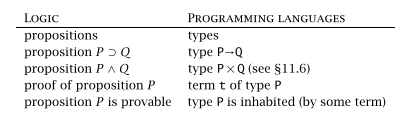 LOGIC PROGRAMMING LANGUAGES
propositions types
proposition P ⊃ Q type P→Q
proposition P ∧ Q type P×Q (see §11.6)
proof of proposition P term t of type P
proposition P is provable type P is inhabited (by some term)